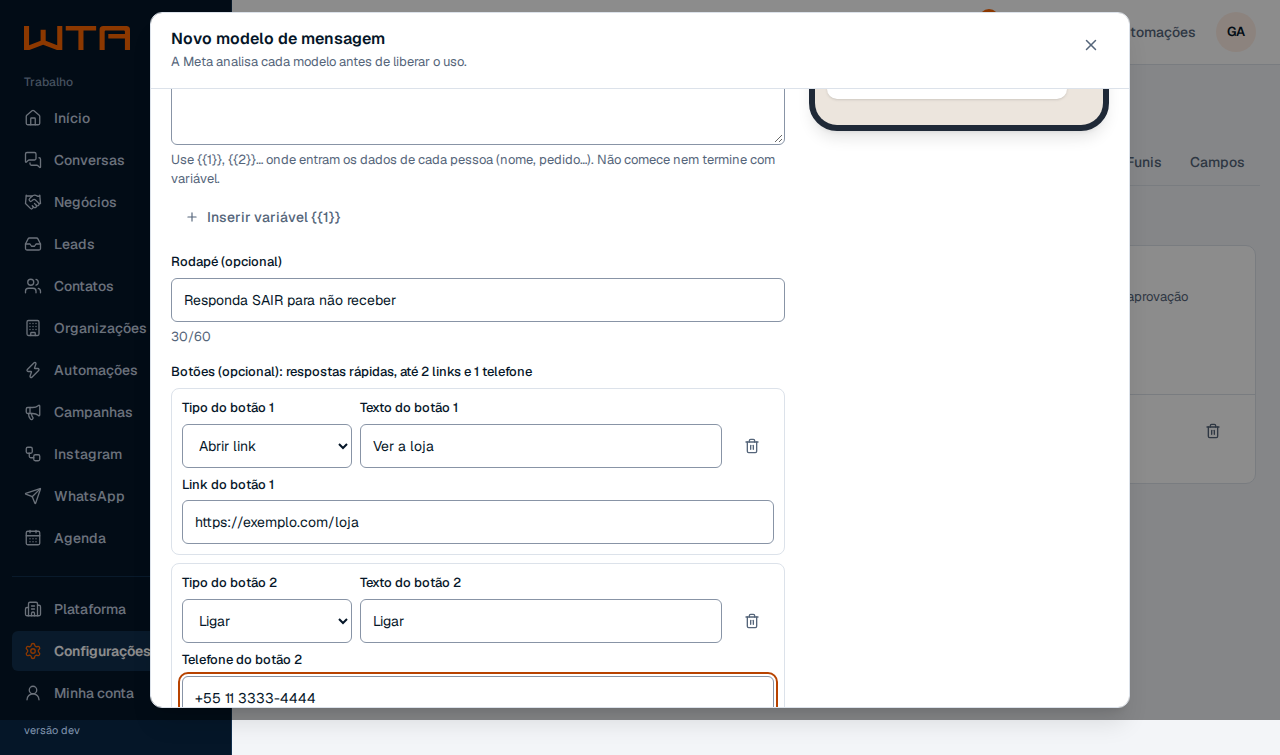 WTA
Trabalho
Início
Conversas
Negócios
Leads
Contatos
Organizações
Automações
Campanhas
Instagram
WhatsApp
Agenda
Plataforma
Configurações
Minha conta
versão dev
Novo modelo de mensagem
A Meta analisa cada modelo antes de liberar o uso.
Use {{1}}, {{2}}… onde entram os dados de cada pessoa (nome, pedido…). Não comece nem termine com
variável.
Inserir variável {{1}}
Rodapé (opcional)
Responda SAIR para não receber
30/60
Botões (opcional): respostas rápidas, até 2 links e 1 telefone
Tipo do botão 1 Texto do botão 1
Abrir link Ver a loja
Link do botão 1
https://exemplo.com/loja
Tipo do botão 2 Texto do botão 2
Ligar Ligar
Telefone do botão 2
+55 11 3333-4444
tomações GA
Funis Campos
aprovação